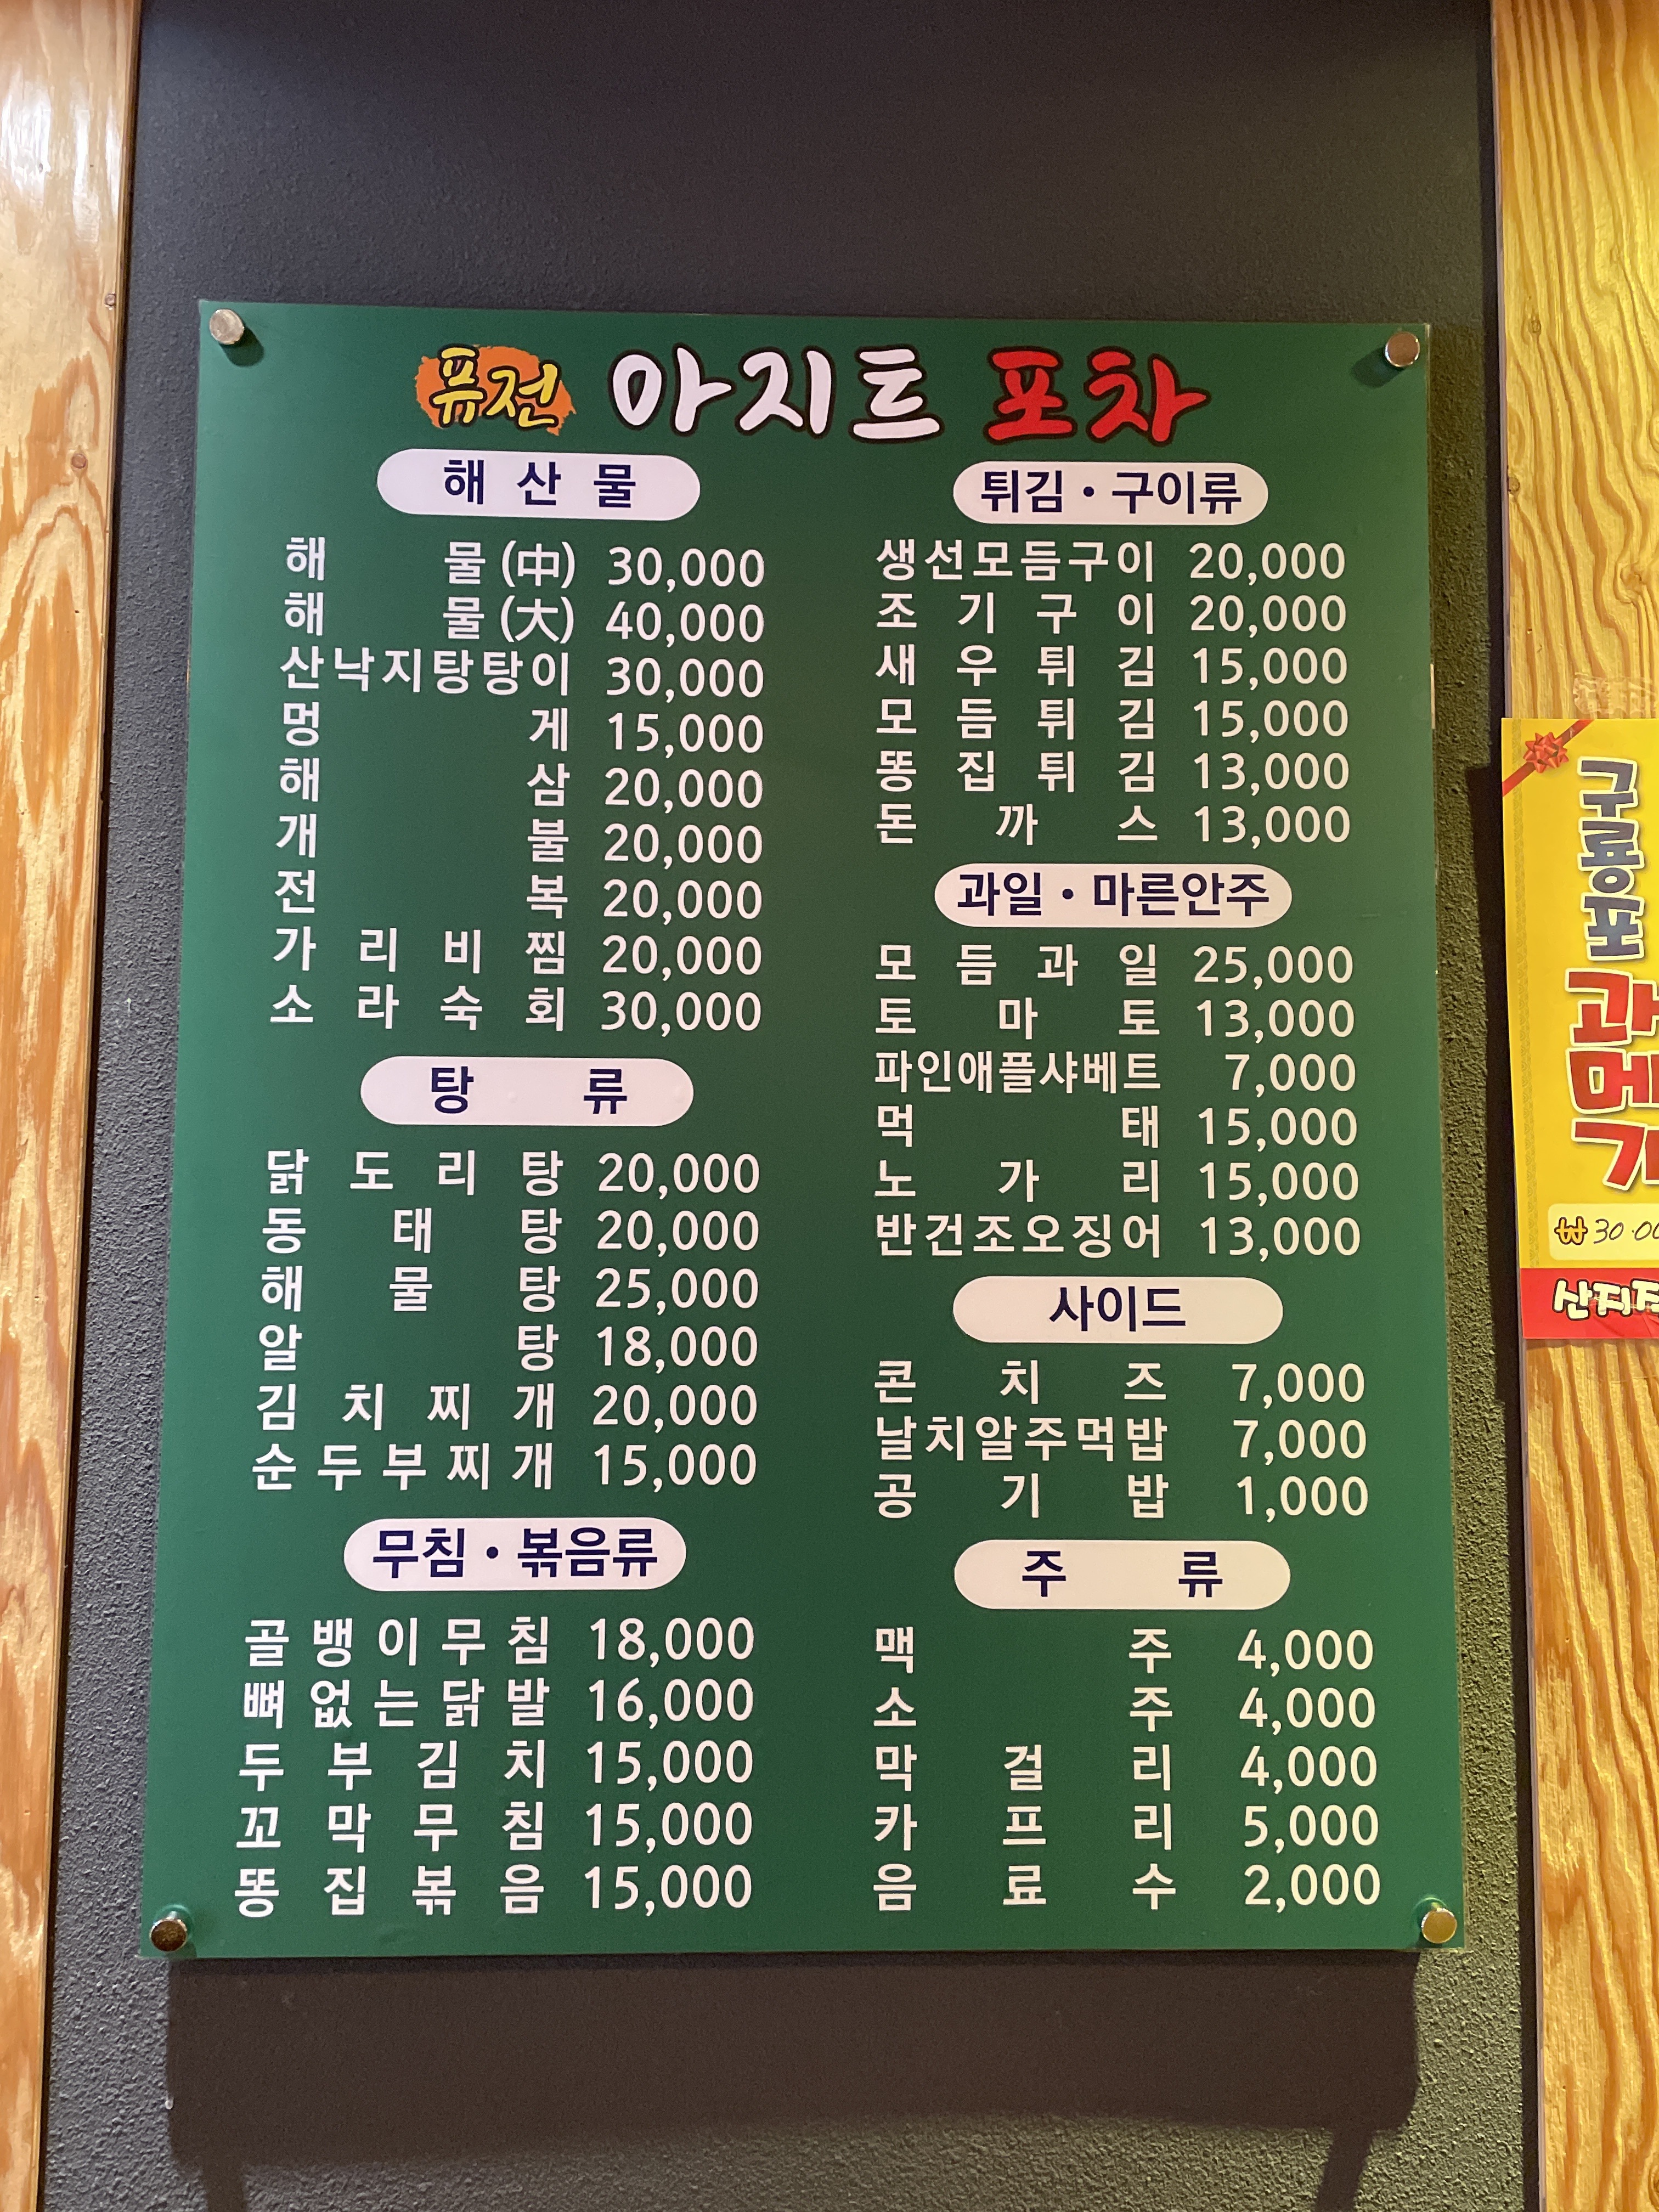 퓨전 아지트 포차
해산물
해물(中) 30,000
해물(大) 40,000
산낙지탕탕이 30,000
멍게 15,000
해삼 20,000
개불 20,000
전복 20,000
가리비찜 20,000
소라숙회 30,000
탕류
닭도리탕 20,000
동태탕 20,000
해물탕 25,000
알탕 18,000
김치찌개 20,000
순두부찌개 15,000
무침·볶음류
골뱅이무침 18,000
뼈없는닭발 16,000
두부김치 15,000
꼬막무침 15,000
똥집볶음 15,000
튀김·구이류
생선모듬구이 20,000
조기구이 20,000
새우튀김 15,000
모듬튀김 15,000
똥집튀김 13,000
돈까스 13,000
과일·마른안주
모듬과일 25,000
토마토 13,000
파인애플샤베트 7,000
먹태 15,000
노가리 15,000
반건조오징어 13,000
사이드
콘치즈 7,000
날치알주먹밥 7,000
공기밥 1,000
주류
맥주 4,000
소주 4,000
막걸리 4,000
카프리 5,000
음료수 2,000
구룡포
과
메
기